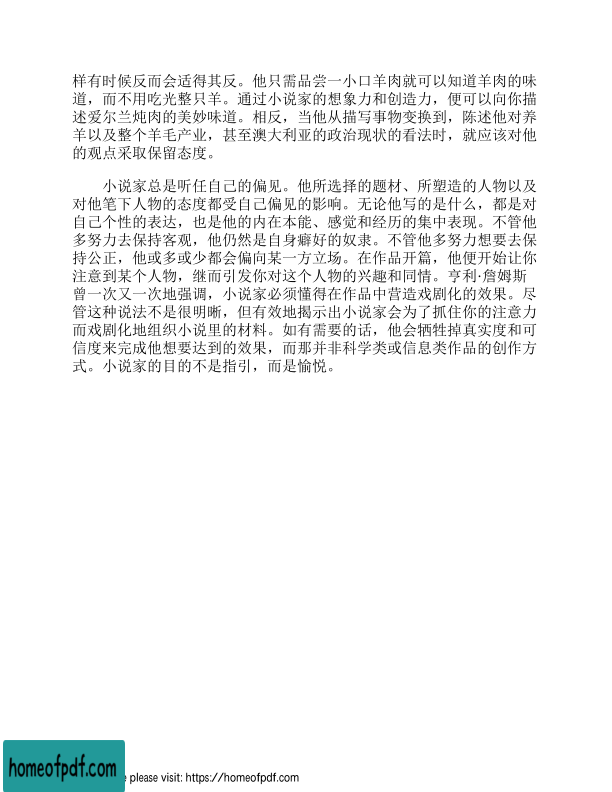 样有时候反而会适得其反。他只需品尝一小口羊肉就可以知道羊肉的味
道，而不用吃光整只羊。通过小说家的想象力和创造力，便可以向你描
述爱尔兰炖肉的美妙味道。相反，当他从描写事物变换到，陈述他对养
羊以及整个羊毛产业，甚至澳大利亚的政治现状的看法时，就应该对他
的观点采取保留态度。
小说家总是听任自己的偏见。他所选择的题材、所塑造的人物以及
对他笔下人物的态度都受自己偏见的影响。无论他写的是什么，都是对
自己个性的表达，也是他的内在本能、感觉和经历的集中表现。不管他
多努力去保持客观，他仍然是自身癖好的奴隶。不管他多努力想要去保
持公正，他或多或少都会偏向某一方立场。在作品开篇，他便开始让你
注意到某个人物，继而引发你对这个人物的兴趣和同情。亨利·詹姆斯
曾一次又一次地强调，小说家必须懂得在作品中营造戏剧化的效果。尽
管这种说法不是很明晰，但有效地揭示出小说家会为了抓住你的注意力
而戏剧化地组织小说里的材料。如有需要的话，他会牺牲掉真实度和可
信度来完成他想要达到的效果，而那并非科学类或信息类作品的创作方
式。小说家的目的不是指引，而是愉悦。
homeofpdf.com
please visit: https://homeofpdf.com